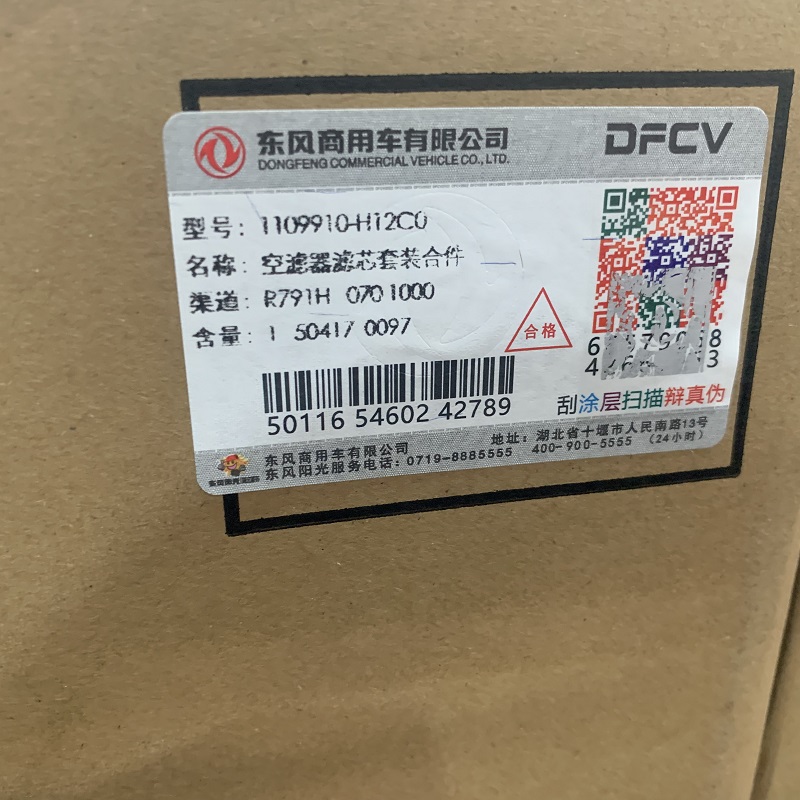 东风商用车有限公司
DONGFENG COMMERCIAL VEHICLE CO., LTD.
DFCV
型号: 1109910-H12C0
名称: 空滤器滤芯套装合件
渠道: R791H 0701000
含量: 1 50417 0097
合格
50116 54602 42789
刮涂层扫描辩真伪
东风商用车有限公司
地址: 湖北省十堰市人民南路13号
东风阳光服务电话: 0719-8885555 400-900-5555 (24小时)